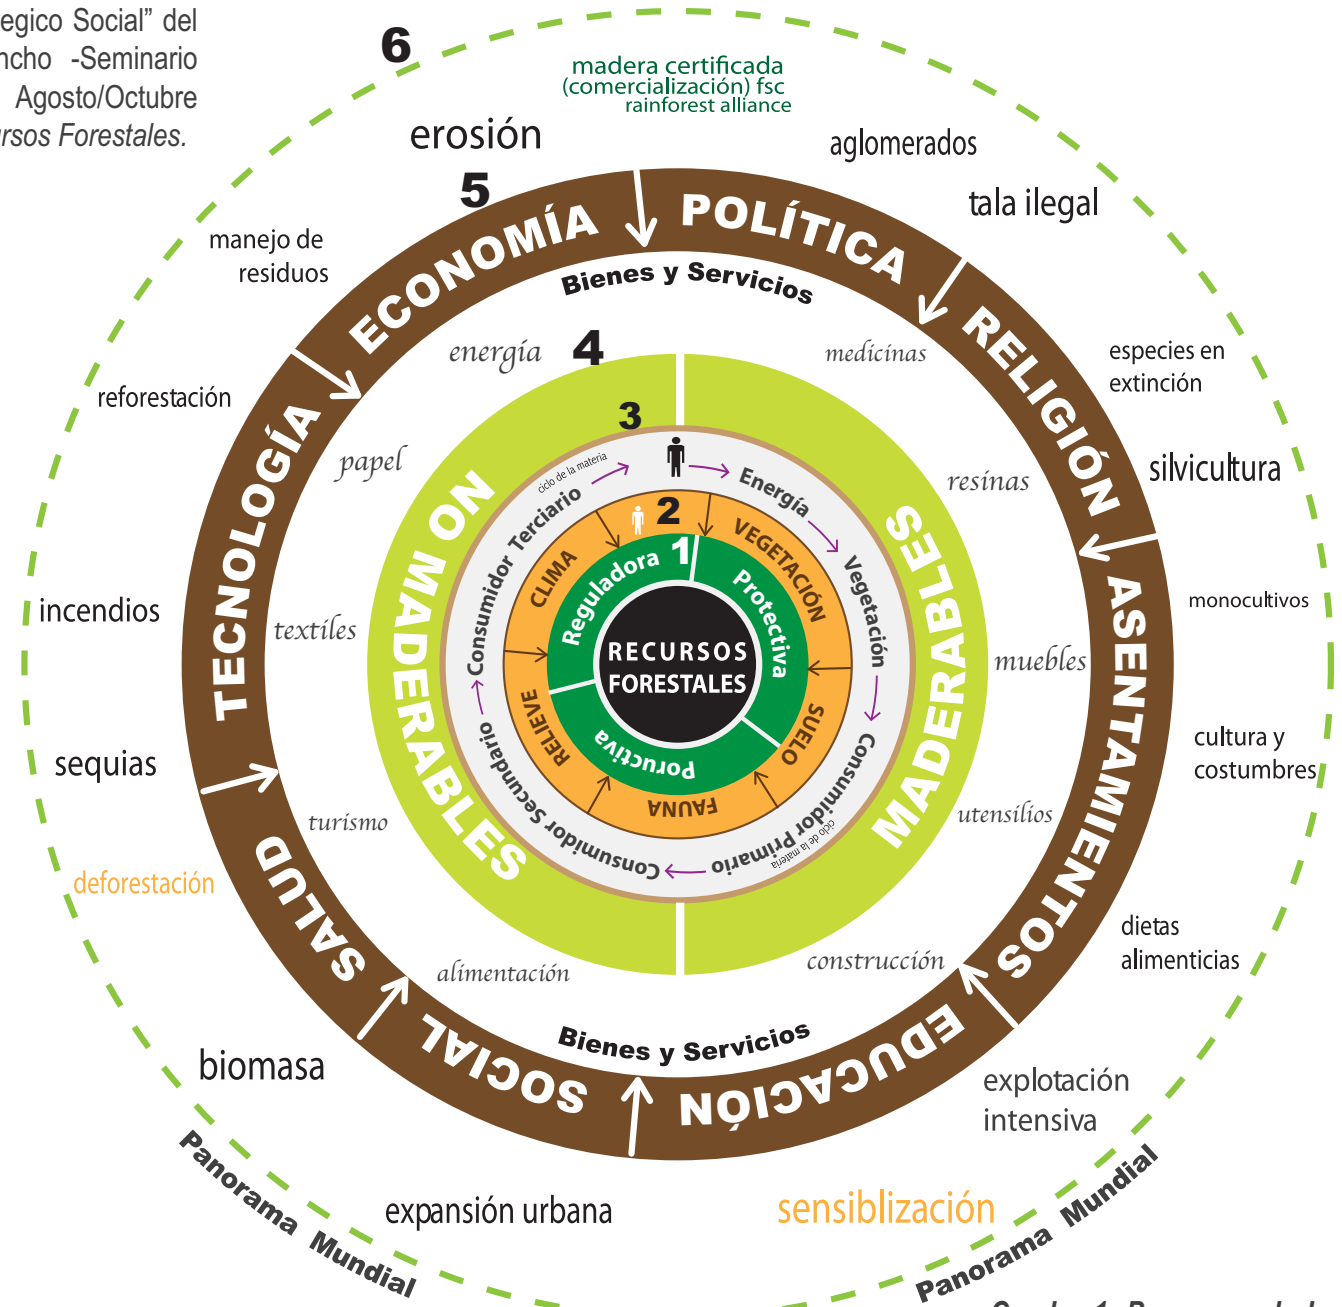 egico Social” del
ncho -Seminario
Agosto/Octubre
rsos Forestales.
6
madera certificada
(comercialización) fsc
rainforest alliance
erosión
aglomerados
tala ilegal
manejo de
residuos
especies en
extinción
reforestación
silvicultura
incendios
monocultivos
sequias
cultura y
costumbres
deforestación
dietas
alimenticias
biomasa
explotación
intensiva
expansión urbana
sensiblización
Panorama Mundial
Panorama Mundial
5
ECONOMÍA
POLÍTICA
RELIGIÓN
ASENTAMIENTOS
EDUCACIÓN
SOCIAL
SALUD
TECNOLOGÍA
Bienes y Servicios
energía
medicinas
papel
resinas
textiles
muebles
turismo
utensilios
alimentación
construcción
Bienes y Servicios
4
NO MADERABLES
MADERABLES
3
ciclo de la materia
Energía
Vegetación
Consumidor Primario
ciclo de la materia
Consumidor Secundario
Consumidor Terciario
2
VEGETACIÓN
SUELO
FAUNA
RELIEVE
CLIMA
1
Reguladora
Protectiva
Poructiva
RECURSOS
FORESTALES